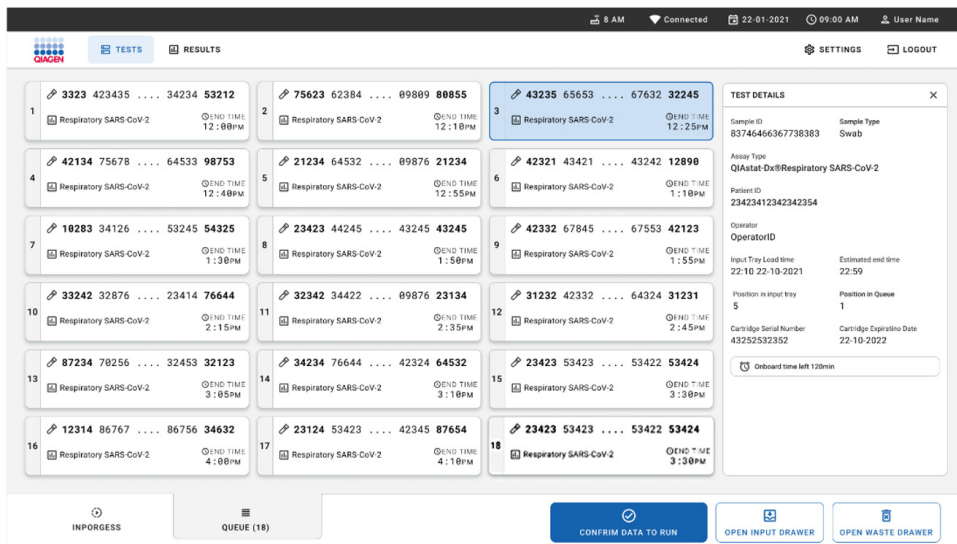 8 AM Connected 22-01-2021 09:00 AM User Name
QIAGEN TESTS RESULTS SETTINGS LOGOUT
1 3323 423435 .... 34234 53212
Respiratory SARS-CoV-2 END TIME
12:00PM
2 75623 62384 .... 09809 80855
Respiratory SARS-CoV-2 END TIME
12:10PM
3 43235 65653 .... 67632 32245
Respiratory SARS-CoV-2 END TIME
12:25PM
4 42134 75678 .... 64533 98753
Respiratory SARS-CoV-2 END TIME
12:40PM
5 21234 64532 .... 09876 21234
Respiratory SARS-CoV-2 END TIME
12:55PM
6 42321 43421 .... 43242 12890
Respiratory SARS-CoV-2 END TIME
1:10PM
7 10283 34126 .... 53245 54325
Respiratory SARS-CoV-2 END TIME
1:30PM
8 23423 44245 .... 43245 43245
Respiratory SARS-CoV-2 END TIME
1:50PM
9 42332 67845 .... 67553 42123
Respiratory SARS-CoV-2 END TIME
1:55PM
10 33242 32876 .... 23414 76644
Respiratory SARS-CoV-2 END TIME
2:15PM
11 32342 34422 .... 09876 23134
Respiratory SARS-CoV-2 END TIME
2:35PM
12 31232 42332 .... 64324 31231
Respiratory SARS-CoV-2 END TIME
2:45PM
13 87234 70256 .... 32453 32123
Respiratory SARS-CoV-2 END TIME
3:05PM
14 34234 76644 .... 42324 64532
Respiratory SARS-CoV-2 END TIME
3:10PM
15 23423 53423 .... 53422 53424
Respiratory SARS-CoV-2 END TIME
3:30PM
16 12314 86767 .... 86756 34632
Respiratory SARS-CoV-2 END TIME
4:00PM
17 23124 53423 .... 42345 87654
Respiratory SARS-CoV-2 END TIME
4:10PM
18 23423 53423 .... 53422 53424
Respiratory SARS-CoV-2 END TIME
3:30PM
TEST DETAILS
Sample ID Sample Type
83746466367738383 Swab
Assay Type
QIAstat-Dx®Respiratory SARS-CoV-2
Patient ID
23423412342342354
Operator
OperatorID
Input Tray Load time Estimated end time
22:10 22-10-2021 22:59
Position in input tray Position in Queue
5 1
Cartridge Serial Number Cartridge Expiratino Date
43252532352 22-10-2022
Onboard time left 120min
INPORGESS QUEUE (18) CONFRIM DATA TO RUN OPEN INPUT DRAWER OPEN WASTE DRAWER